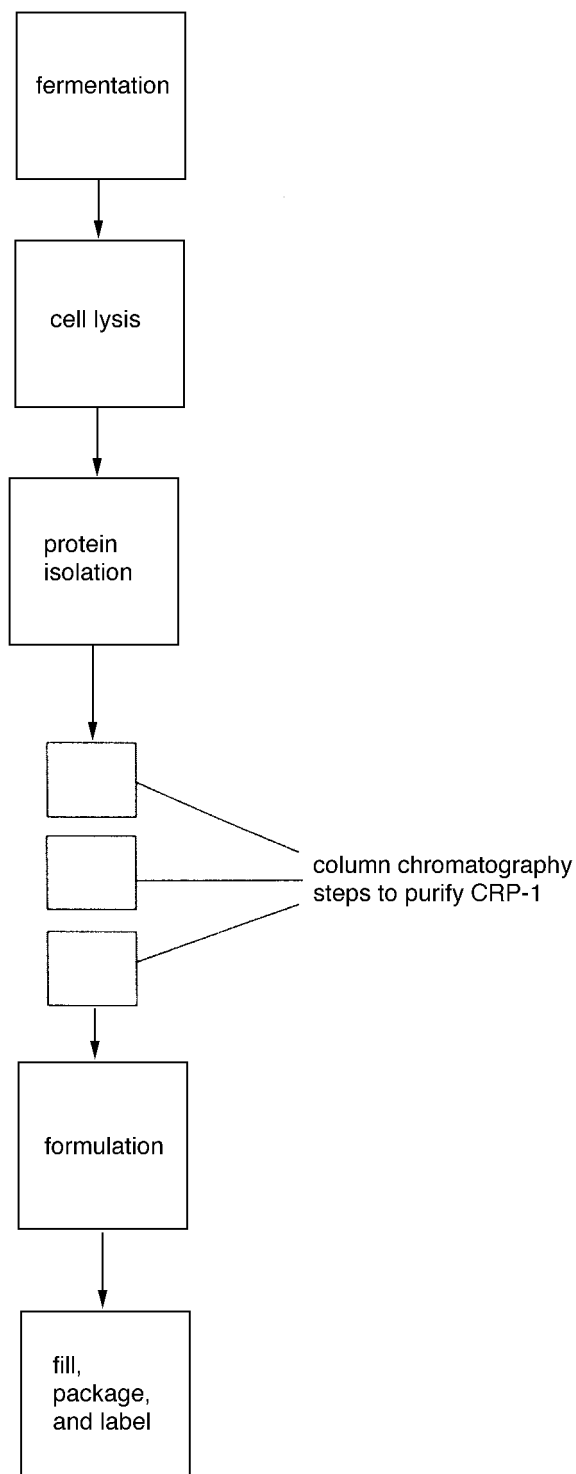 fermentation
cell lysis
protein
isolation
column chromatography
steps to purify CRP-1
formulation
fill,
package,
and label